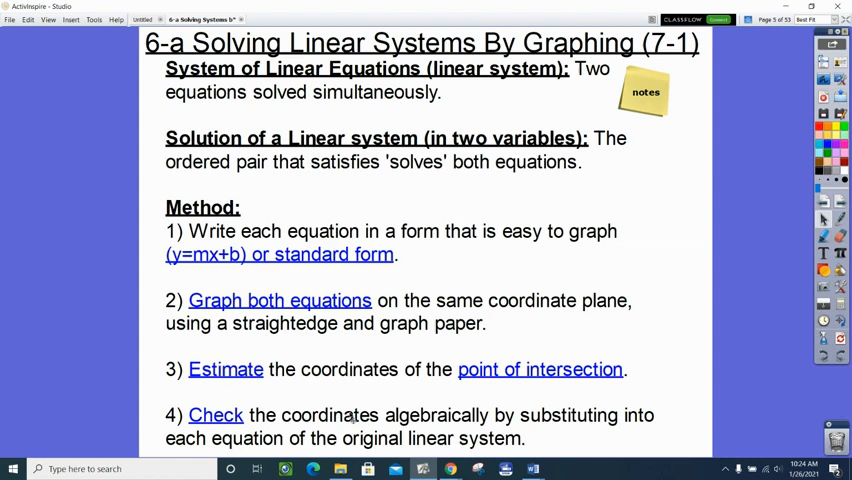 ActivInspire - Studio
File Edit View Insert Tools Help
Untitled
6-a Solving Systems b*
CLASSFLOW
Connect
Page 5 of 53
Best Fit
6-a Solving Linear Systems By Graphing (7-1)
System of Linear Equations (linear system): Two
equations solved simultaneously.
notes
Solution of a Linear system (in two variables): The
ordered pair that satisfies 'solves' both equations.
Method:
1) Write each equation in a form that is easy to graph
(y=mx+b) or standard form.
2) Graph both equations on the same coordinate plane,
using a straightedge and graph paper.
3) Estimate the coordinates of the point of intersection.
4) Check the coordinates algebraically by substituting into
each equation of the original linear system.
Type here to search
10:24 AM
1/26/2021